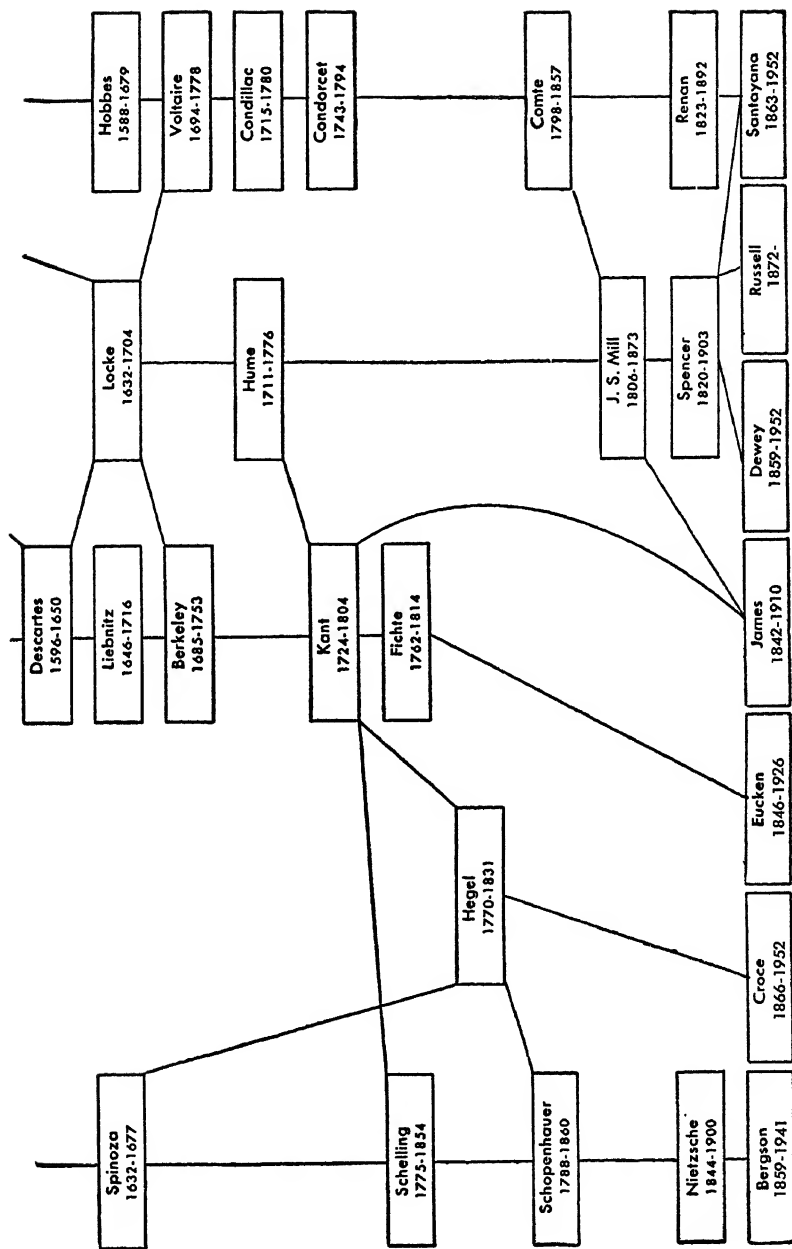 Descartes
1596-1650
Spinoza
1632-1677
Liebnitz
1646-1716
Locke
1632-1704
Hobbes
1588-1679
Berkeley
1685-1753
Voltaire
1694-1778
Hume
1711-1776
Condillac
1715-1780
Kant
1724-1804
Condorcet
1743-1794
Schelling
1775-1854
Fichte
1762-1814
Hegel
1770-1831
Schopenhauer
1788-1860
Comte
1798-1857
J. S. Mill
1806-1873
Nietzsche
1844-1900
Spencer
1820-1903
Renan
1823-1892
Bergson
1859-1941
Croce
1866-1952
Eucken
1846-1926
James
1842-1910
Dewey
1859-1952
Russell
1872-
Santayana
1863-1952